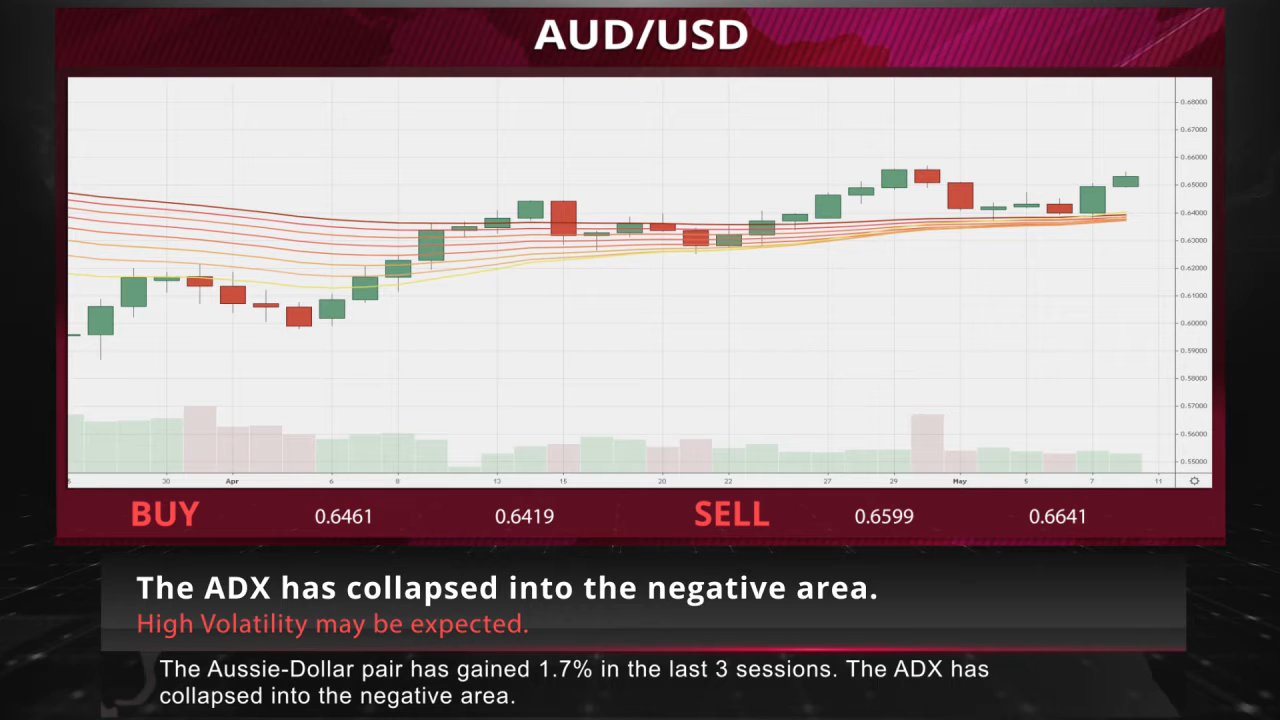 AUD/USD
0.68000
0.67000
0.66000
0.65000
0.64000
0.63000
0.62000
0.61000
0.60000
0.59000
0.58000
0.57000
0.56000
0.55000
30 Apr 6 8 13 15 20 22 27 29 May 5 7 11
BUY 0.6461 0.6419 SELL 0.6599 0.6641
The ADX has collapsed into the negative area.
High Volatility may be expected.
The Aussie-Dollar pair has gained 1.7% in the last 3 sessions. The ADX has
collapsed into the negative area.